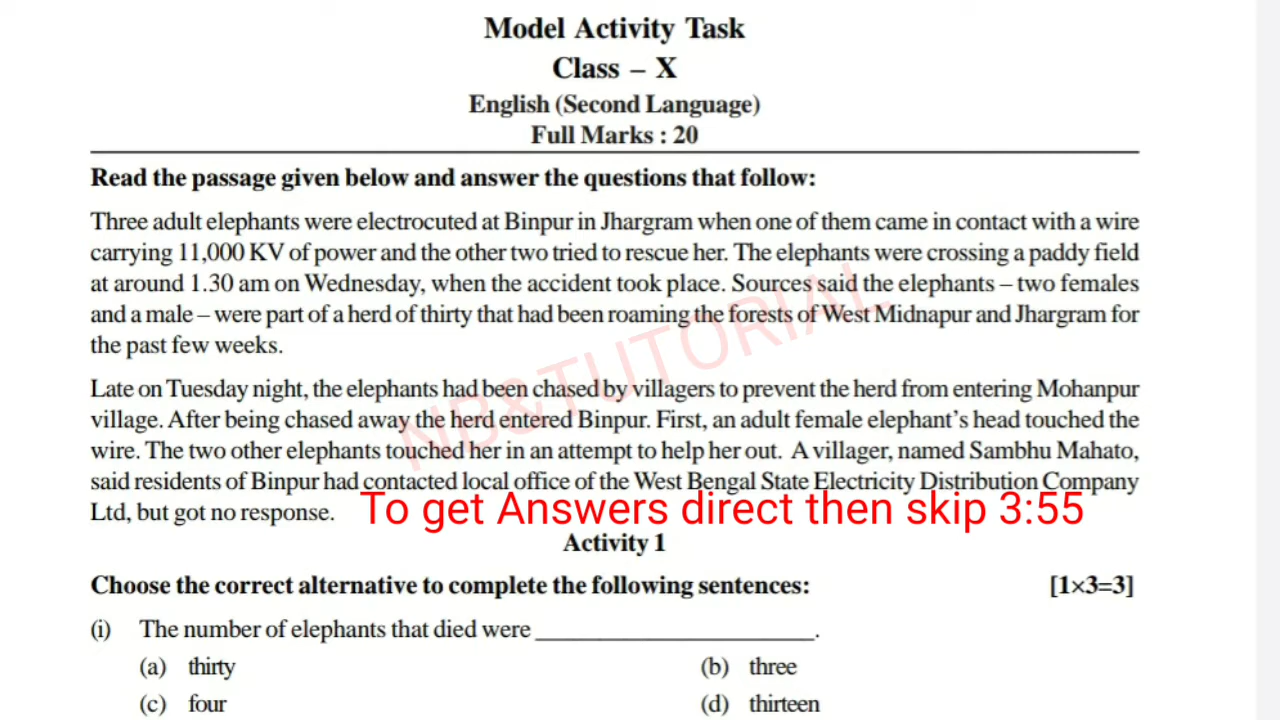 Model Activity Task
Class – X
English (Second Language)
Full Marks : 20
Read the passage given below and answer the questions that follow:
Three adult elephants were electrocuted at Binpur in Jhargram when one of them came in contact with a wire
carrying 11,000 KV of power and the other two tried to rescue her. The elephants were crossing a paddy field
at around 1.30 am on Wednesday, when the accident took place. Sources said the elephants – two females
and a male – were part of a herd of thirty that had been roaming the forests of West Midnapur and Jhargram for
the past few weeks.
NB&TUTORIAL
Late on Tuesday night, the elephants had been chased by villagers to prevent the herd from entering Mohanpur
village. After being chased away the herd entered Binpur. First, an adult female elephant's head touched the
wire. The two other elephants touched her in an attempt to help her out. A villager, named Sambhu Mahato,
said residents of Binpur had contacted local office of the West Bengal State Electricity Distribution Company
Ltd, but got no response.
To get Answers direct then skip 3:55
Activity 1
Choose the correct alternative to complete the following sentences: [1×3=3]
(i) The number of elephants that died were ____________________.
(a) thirty (b) three
(c) four (d) thirteen